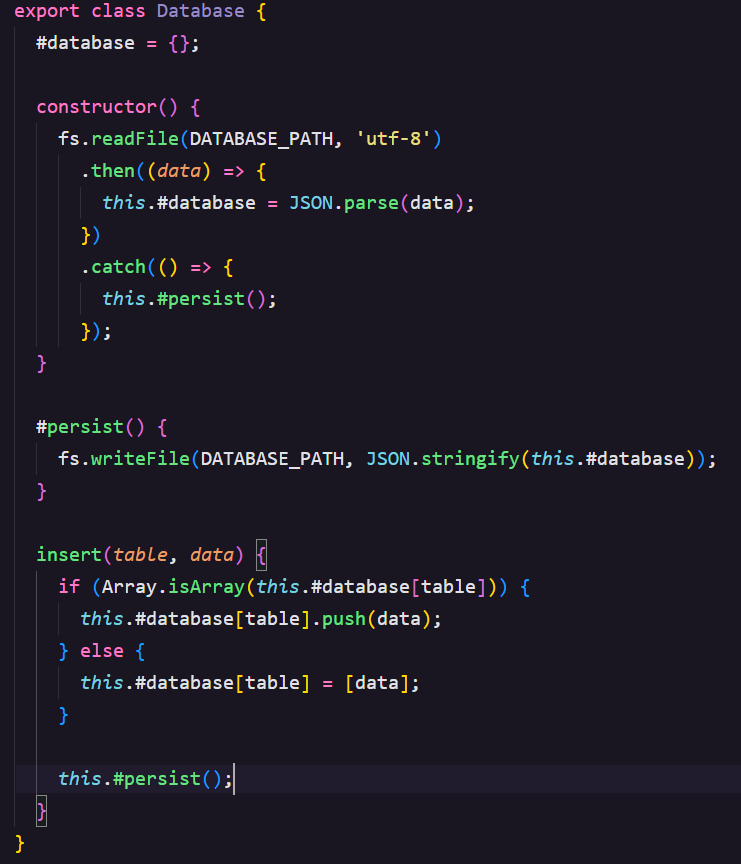 export class Database {
  #database = {};

  constructor() {
    fs.readFile(DATABASE_PATH, 'utf-8')
      .then((data) => {
        this.#database = JSON.parse(data);
      })
      .catch(() => {
        this.#persist();
      });
  }

  #persist() {
    fs.writeFile(DATABASE_PATH, JSON.stringify(this.#database));
  }

  insert(table, data) {
    if (Array.isArray(this.#database[table])) {
      this.#database[table].push(data);
    } else {
      this.#database[table] = [data];
    }

    this.#persist();
  }
}